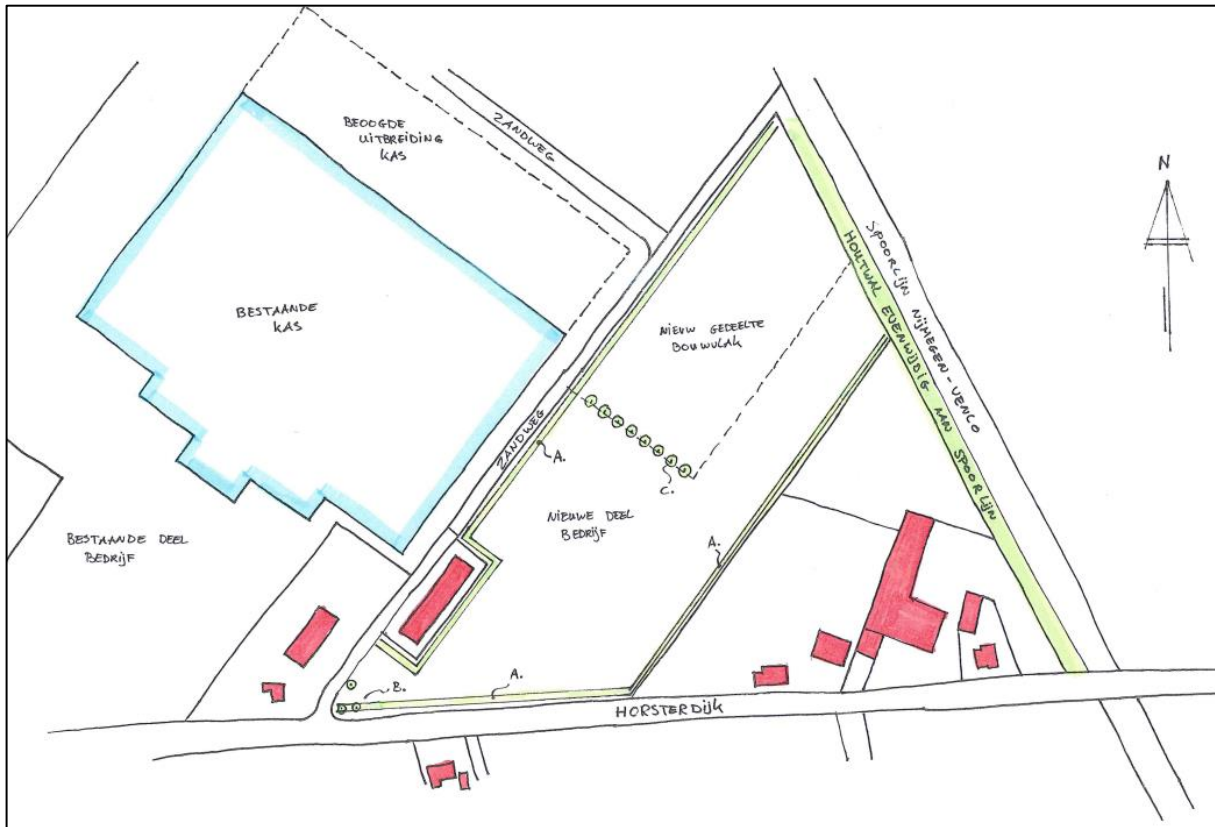 BEOOGDE
UITBREIDING
KAS
ZANDWEG
N
SPOORLIJN NIJMEGEN-VENLO
HOUTWAL EVENWIJDIG AAN SPOORLIJN
BESTAANDE
KAS
NIEUW GEDEELTE
BOUWVLAK
ZANDWEG
A.
C.
NIEUWE DEEL
BEDRIJF
A.
BESTAANDE DEEL
BEDRIJF
B.
A.
HORSTERDIJK